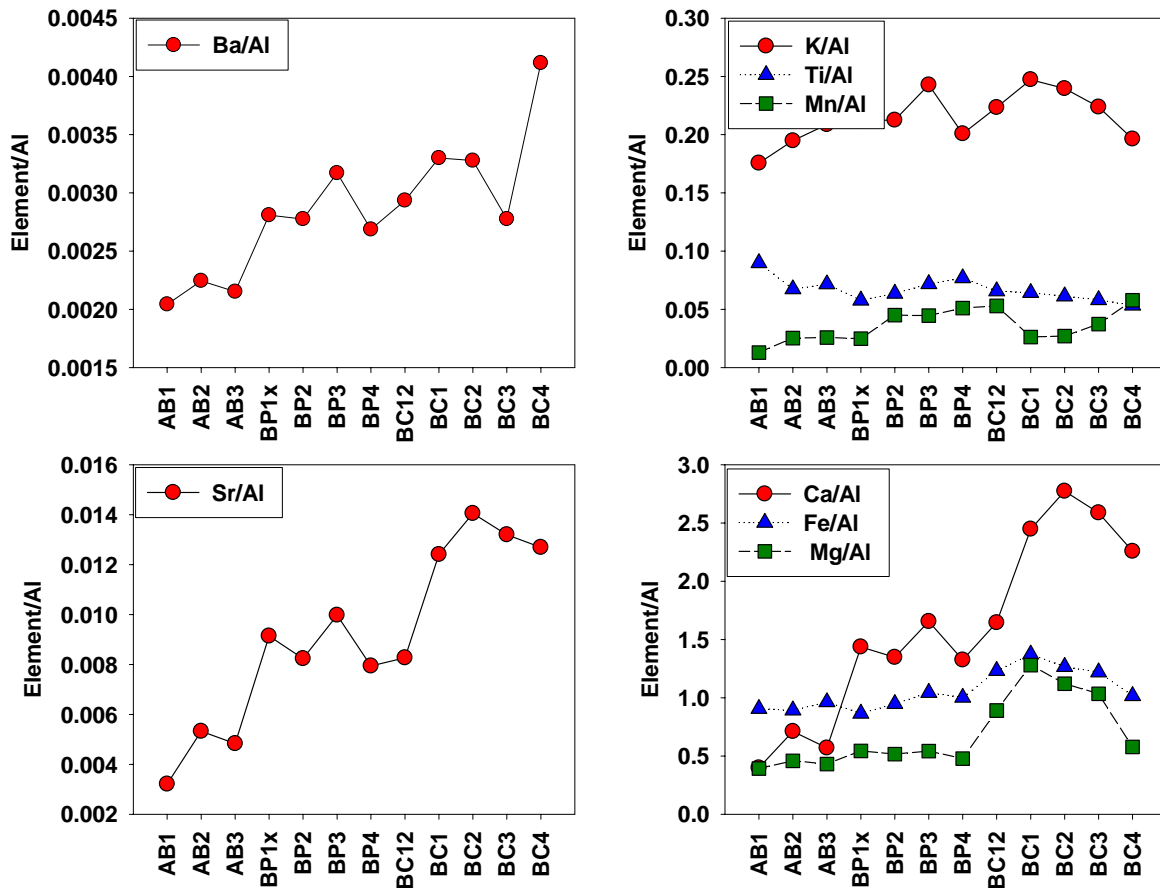 Ba/Al
Element/Al
0.0045
0.0040
0.0035
0.0030
0.0025
0.0020
0.0015
AB1 AB2 AB3 BP1x BP2 BP3 BP4 BC12 BC1 BC2 BC3 BC4
K/Al
Ti/Al
Mn/Al
0.30
0.25
0.20
0.15
0.10
0.05
0.00
AB1 AB2 AB3 BP1x BP2 BP3 BP4 BC12 BC1 BC2 BC3 BC4
Sr/Al
Element/Al
0.016
0.014
0.012
0.010
0.008
0.006
0.004
0.002
AB1 AB2 AB3 BP1x BP2 BP3 BP4 BC12 BC1 BC2 BC3 BC4
Ca/Al
Fe/Al
Mg/Al
Element/Al
3.0
2.5
2.0
1.5
1.0
0.5
0.0
AB1 AB2 AB3 BP1x BP2 BP3 BP4 BC12 BC1 BC2 BC3 BC4